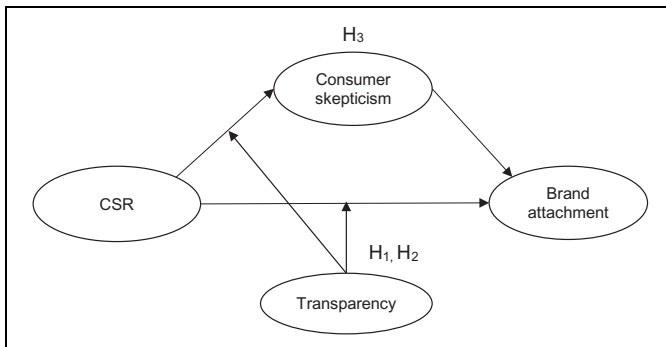 H₃
Consumer
skepticism
CSR
Brand
attachment
H₁, H₂
Transparency